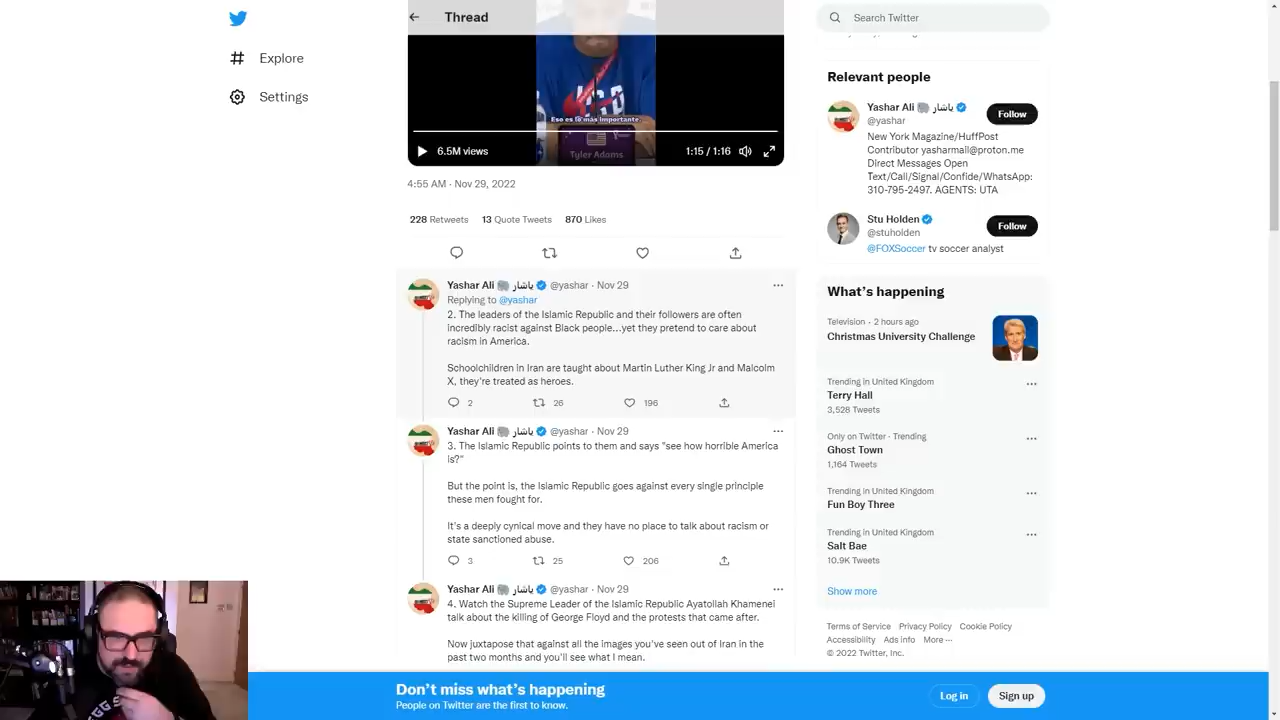 Thread
Search Twitter
Explore
Settings
Eso es lo más importante.
Tyler Adams
6.5M views
1:15 / 1:16
4:55 AM · Nov 29, 2022
228 Retweets 13 Quote Tweets 870 Likes
Yashar Ali یاشار @yashar · Nov 29
Replying to @yashar
2. The leaders of the Islamic Republic and their followers are often
incredibly racist against Black people...yet they pretend to care about
racism in America.
Schoolchildren in Iran are taught about Martin Luther King Jr and Malcolm
X, they're treated as heroes.
2 26 196
Yashar Ali یاشار @yashar · Nov 29
3. The Islamic Republic points to them and says "see how horrible America
is?"
But the point is, the Islamic Republic goes against every single principle
these men fought for.
It's a deeply cynical move and they have no place to talk about racism or
state sanctioned abuse.
3 25 206
Yashar Ali یاشار @yashar · Nov 29
4. Watch the Supreme Leader of the Islamic Republic Ayatollah Khamenei
talk about the killing of George Floyd and the protests that came after.
Now juxtapose that against all the images you've seen out of Iran in the
past two months and you'll see what I mean.
Relevant people
Yashar Ali یاشار
@yashar
Follow
New York Magazine/HuffPost
Contributor yasharmail@proton.me
Direct Messages Open
Text/Call/Signal/Confide/WhatsApp:
310-795-2497. AGENTS: UTA
Stu Holden
@stuholden
Follow
@FOXSoccer tv soccer analyst
What's happening
Television · 2 hours ago
Christmas University Challenge
Trending in United Kingdom
Terry Hall
3,528 Tweets
Only on Twitter · Trending
Ghost Town
1,164 Tweets
Trending in United Kingdom
Fun Boy Three
Trending in United Kingdom
Salt Bae
10.9K Tweets
Show more
Terms of Service Privacy Policy Cookie Policy
Accessibility Ads info More ···
© 2022 Twitter, Inc.
Don't miss what's happening
People on Twitter are the first to know.
Log in
Sign up